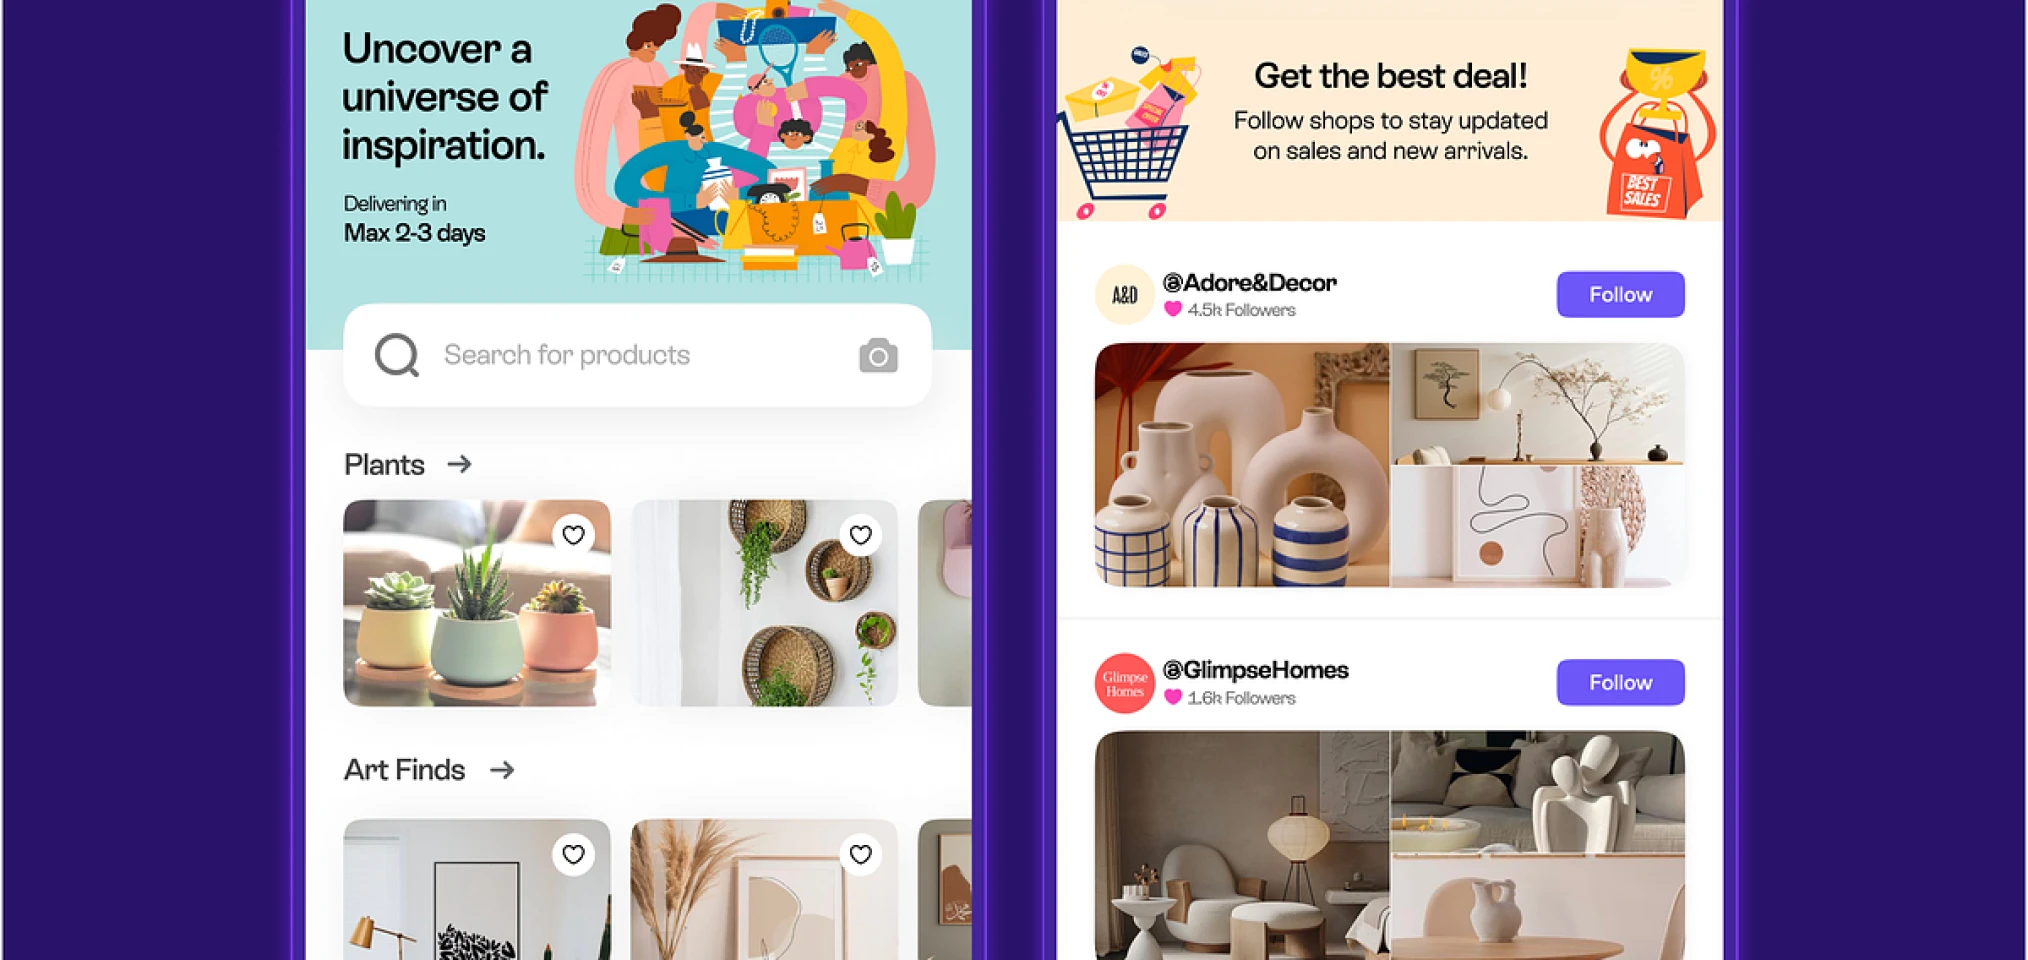 Uncover a
universe of
inspiration.
Delivering in
Max 2-3 days
Search for products
Plants
Art Finds
Get the best deal!
Follow shops to stay updated
on sales and new arrivals.
%
BEST
SALES
A&D
@Adore&Decor
4.5k Followers
Follow
Glimpse
Homes
@GlimpseHomes
1.6k Followers
Follow